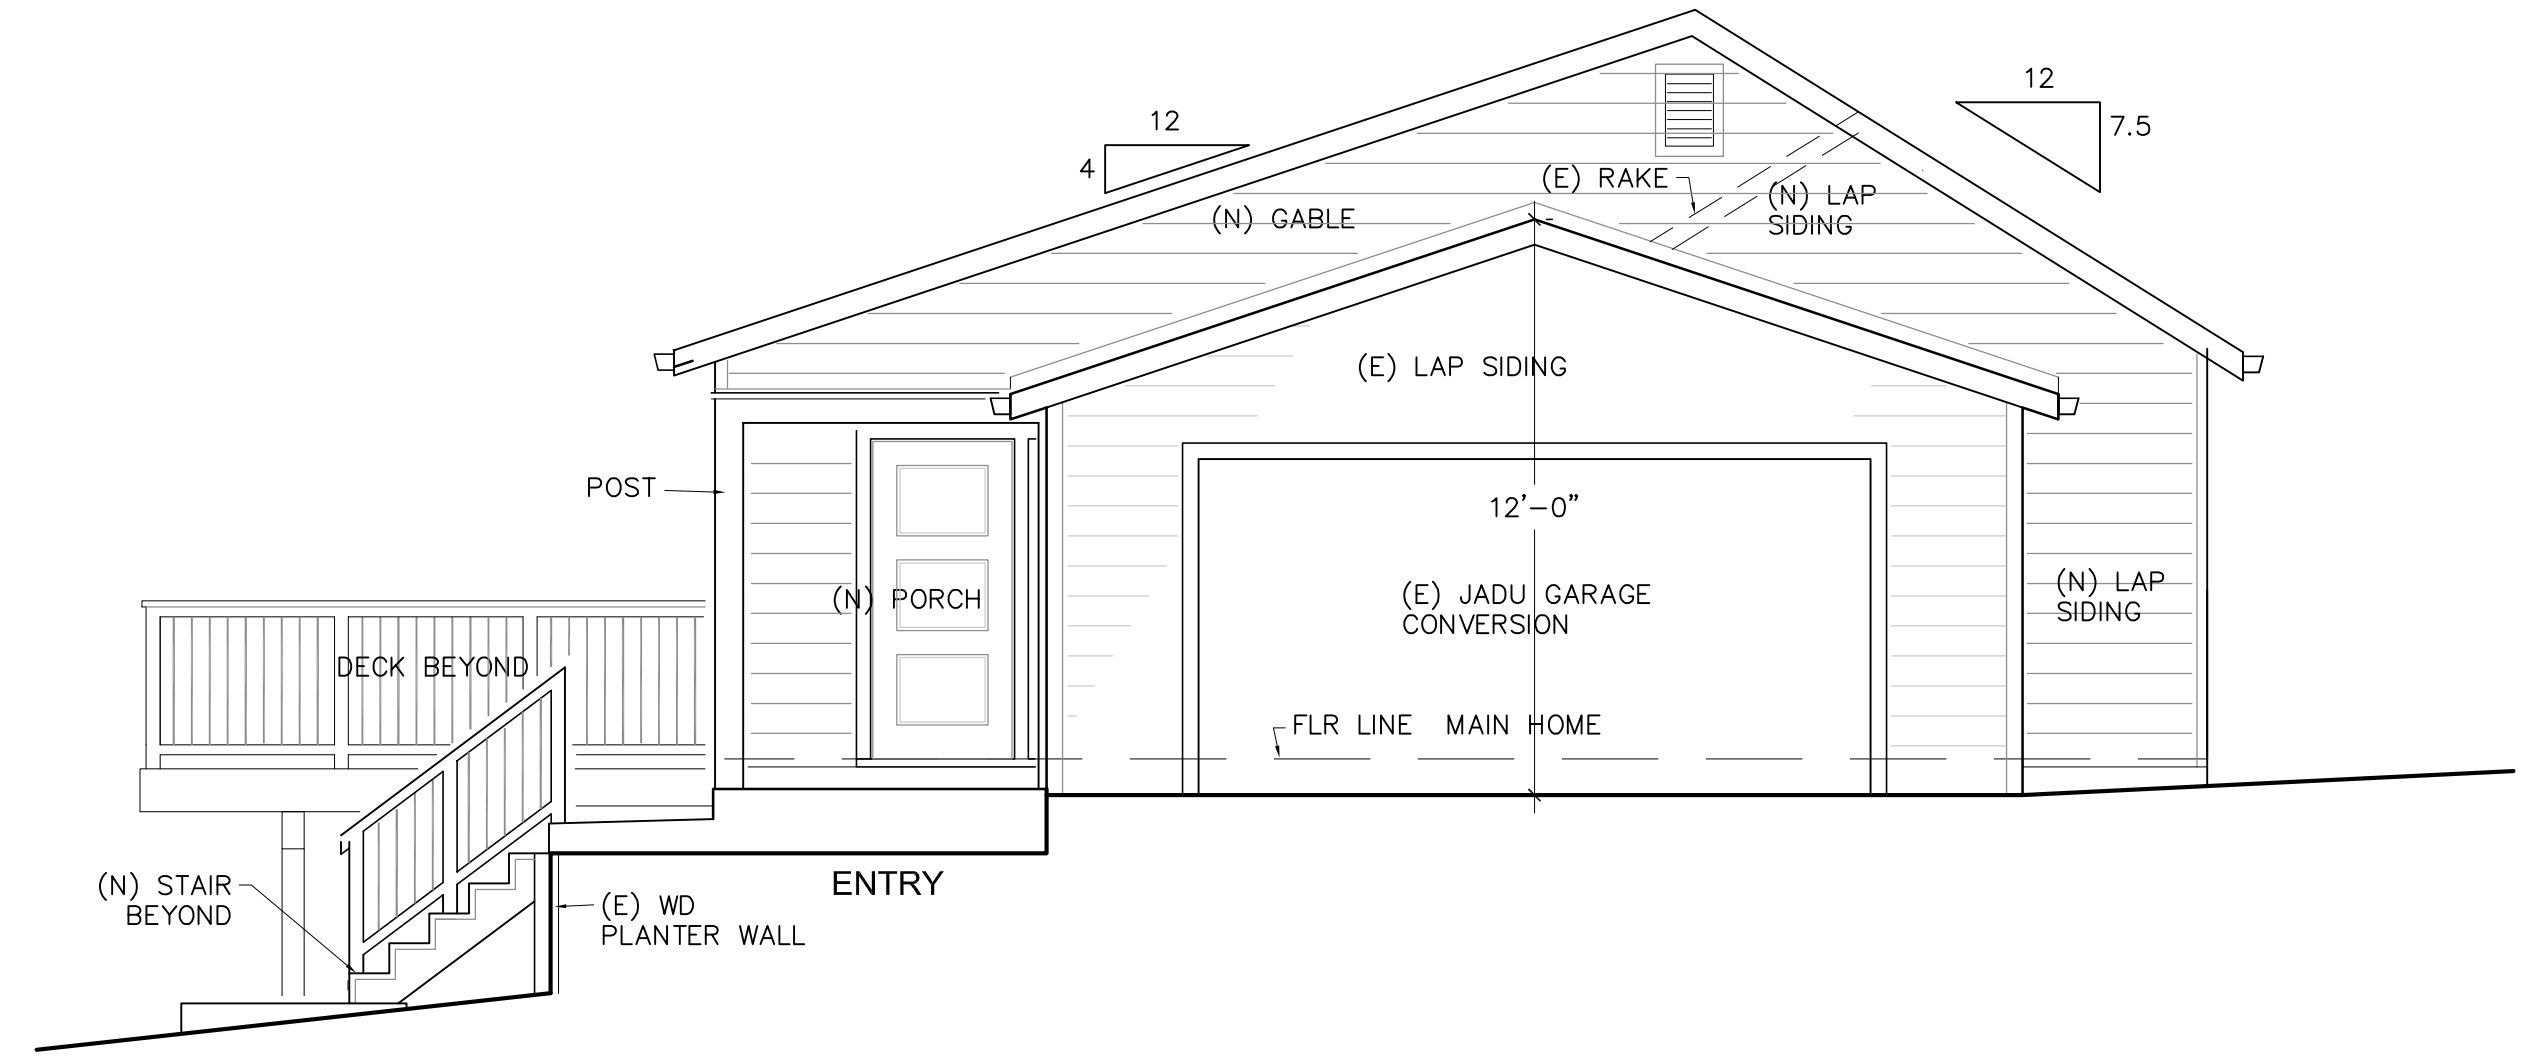 12
7.5
12
4
(E) RAKE
(N) LAP
SIDING
(N) GABLE
(E) LAP SIDING
POST
12'-0"
(N) PORCH
(E) JADU GARAGE
CONVERSION
(N) LAP
SIDING
DECK BEYOND
FLR LINE MAIN HOME
(N) STAIR
BEYOND
ENTRY
(E) WD
PLANTER WALL